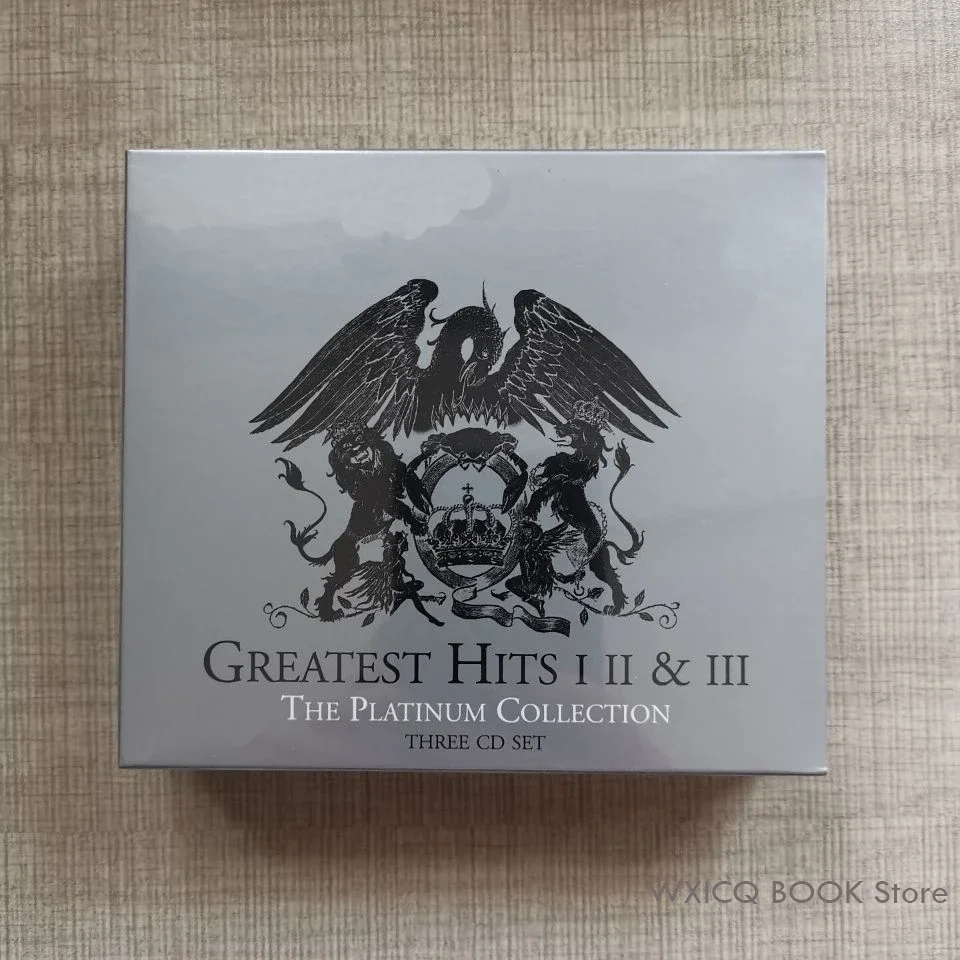 GREATEST HITS I II & III
THE PLATINUM COLLECTION
THREE CD SET
WXICQ BOOK Store